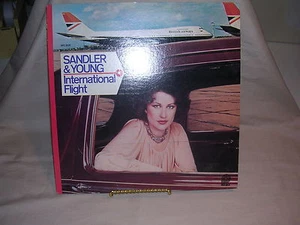 SANDLER
& YOUNG
International
Flight